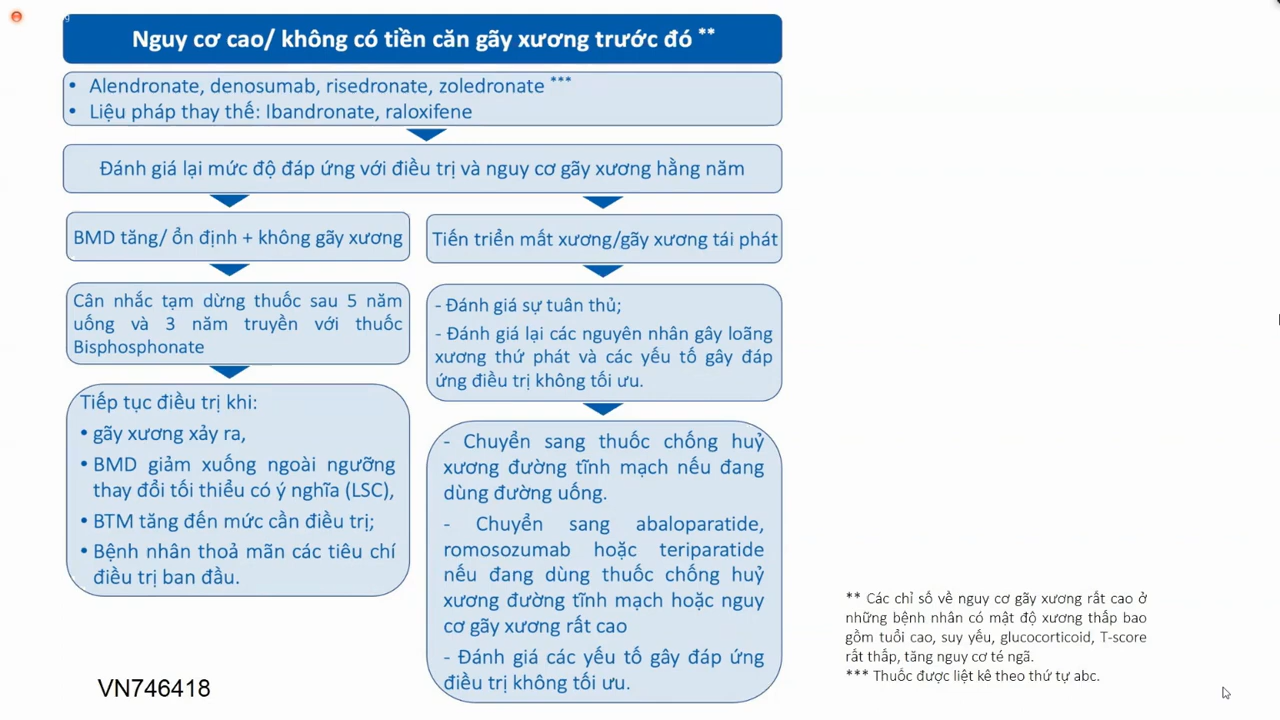 Nguy cơ cao/ không có tiền căn gãy xương trước đó **
• Alendronate, denosumab, risedronate, zoledronate ***
• Liệu pháp thay thế: Ibandronate, raloxifene
Đánh giá lại mức độ đáp ứng với điều trị và nguy cơ gãy xương hằng năm
BMD tăng/ ổn định + không gãy xương
Cân nhắc tạm dừng thuốc sau 5 năm
uống và 3 năm truyền với thuốc
Bisphosphonate
Tiếp tục điều trị khi:
• gãy xương xảy ra,
• BMD giảm xuống ngoài ngưỡng
thay đổi tối thiểu có ý nghĩa (LSC),
• BTM tăng đến mức cần điều trị;
• Bệnh nhân thoả mãn các tiêu chí
điều trị ban đầu.
Tiến triển mất xương/gãy xương tái phát
- Đánh giá sự tuân thủ;
- Đánh giá lại các nguyên nhân gây loãng
xương thứ phát và các yếu tố gây đáp
ứng điều trị không tối ưu.
- Chuyển sang thuốc chống huỷ
xương đường tĩnh mạch nếu đang
dùng đường uống.
- Chuyển sang abaloparatide,
romosozumab hoặc teriparatide
nếu đang dùng thuốc chống huỷ
xương đường tĩnh mạch hoặc nguy
cơ gãy xương rất cao
- Đánh giá các yếu tố gây đáp ứng
điều trị không tối ưu.
** Các chỉ số về nguy cơ gãy xương rất cao ở
những bệnh nhân có mật độ xương thấp bao
gồm tuổi cao, suy yếu, glucocorticoid, T-score
rất thấp, tăng nguy cơ té ngã.
*** Thuốc được liệt kê theo thứ tự abc.
VN746418